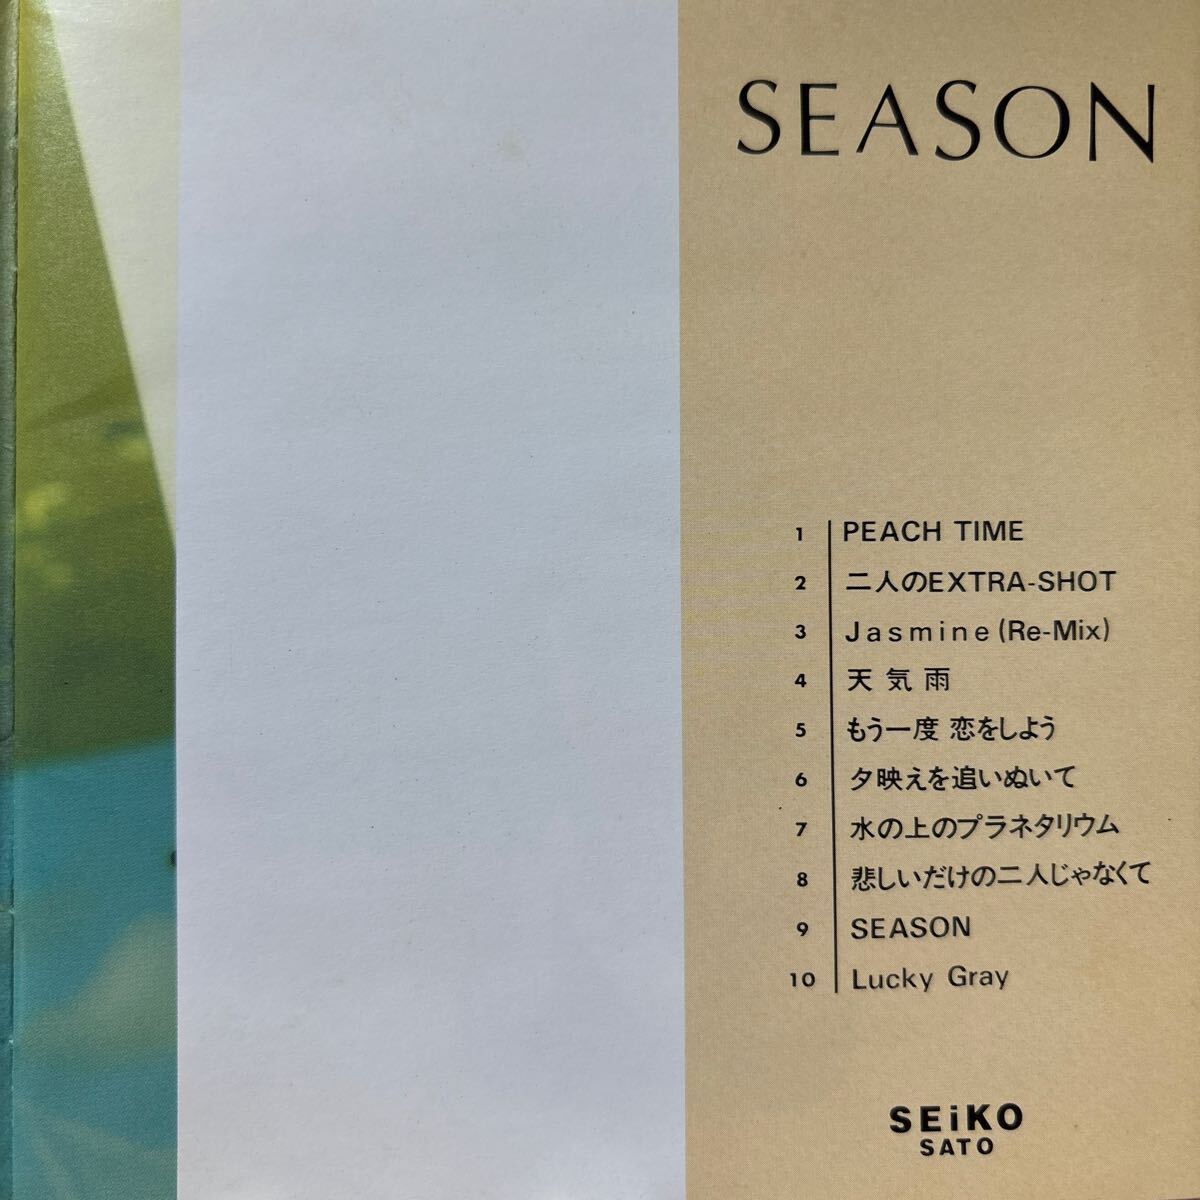 SEASON
1 PEACH TIME
2 二人のEXTRA-SHOT
3 Jasmine (Re-Mix)
4 天気雨
5 もう一度 恋をしよう
6 夕映えを追いぬいて
7 水の上のプラネタリウム
8 悲しいだけの二人じゃなくて
9 SEASON
10 Lucky Gray
SEiKO
SATO